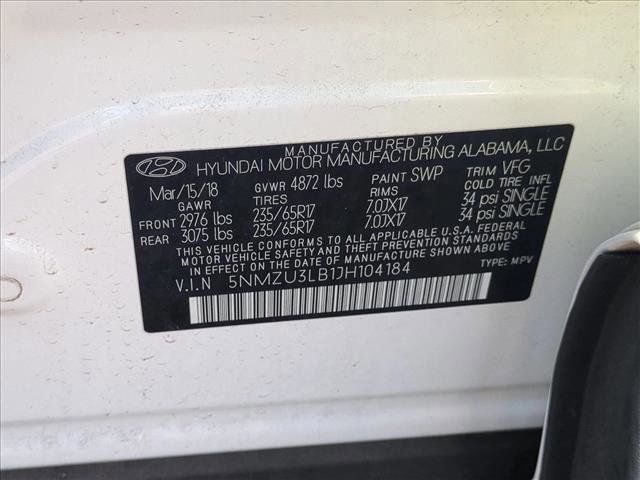 MANUFACTURED BY
HYUNDAI MOTOR MANUFACTURING ALABAMA, LLC
Mar/15/18 GVWR 4872 lbs PAINT SWP TRIM VFG
GAWR TIRES RIMS COLD TIRE INFL
FRONT 2976 lbs 235/65R17 7.0JX17 34 psi SINGLE
REAR 3075 lbs 235/65R17 7.0JX17 34 psi SINGLE
THIS VEHICLE CONFORMS TO ALL APPLICABLE U.S.A. FEDERAL
MOTOR VEHICLE SAFETY AND THEFT PREVENTION STANDARDS
IN EFFECT ON THE DATE OF MANUFACTURE SHOWN ABOVE.
V.I.N 5NMZU3LB1JH104184 TYPE: MPV